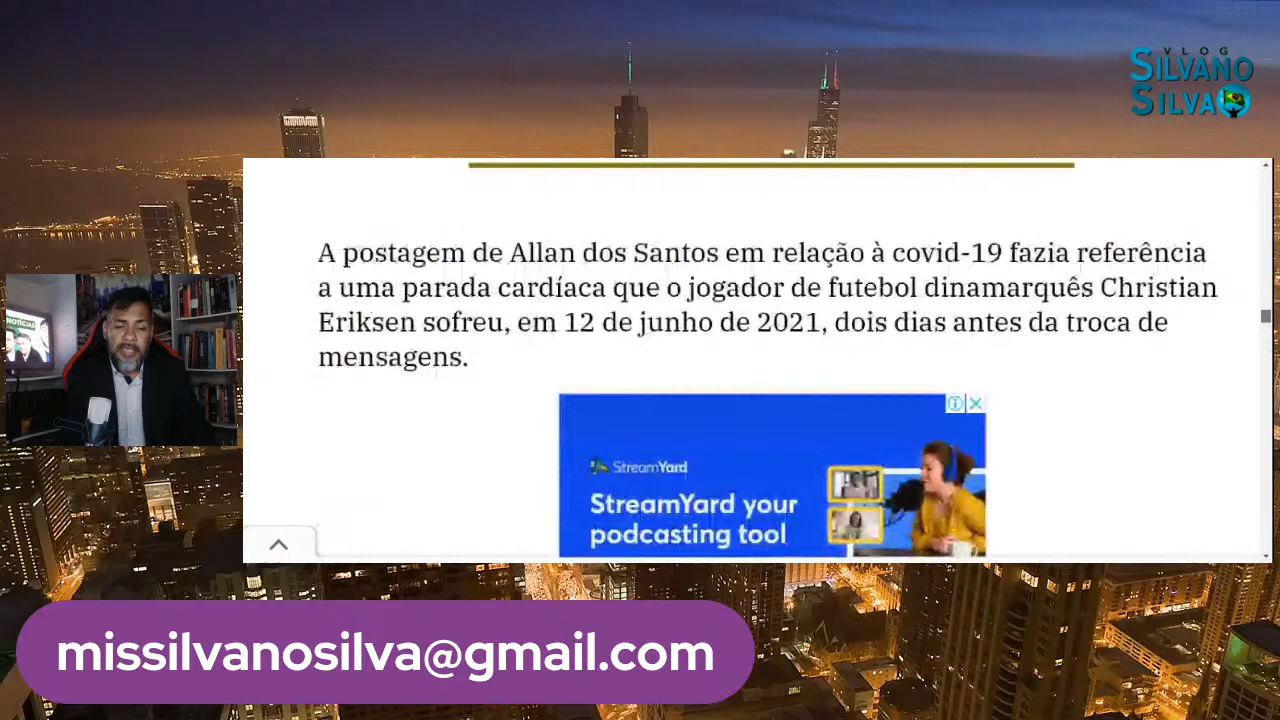 VLOG
SILVANO
SILVA
A postagem de Allan dos Santos em relação à covid-19 fazia referência
a uma parada cardíaca que o jogador de futebol dinamarquês Christian
Eriksen sofreu, em 12 de junho de 2021, dois dias antes da troca de
mensagens.
NOTÍCIAS
StreamYard
StreamYard your
podcasting tool
missilvanosilva@gmail.com